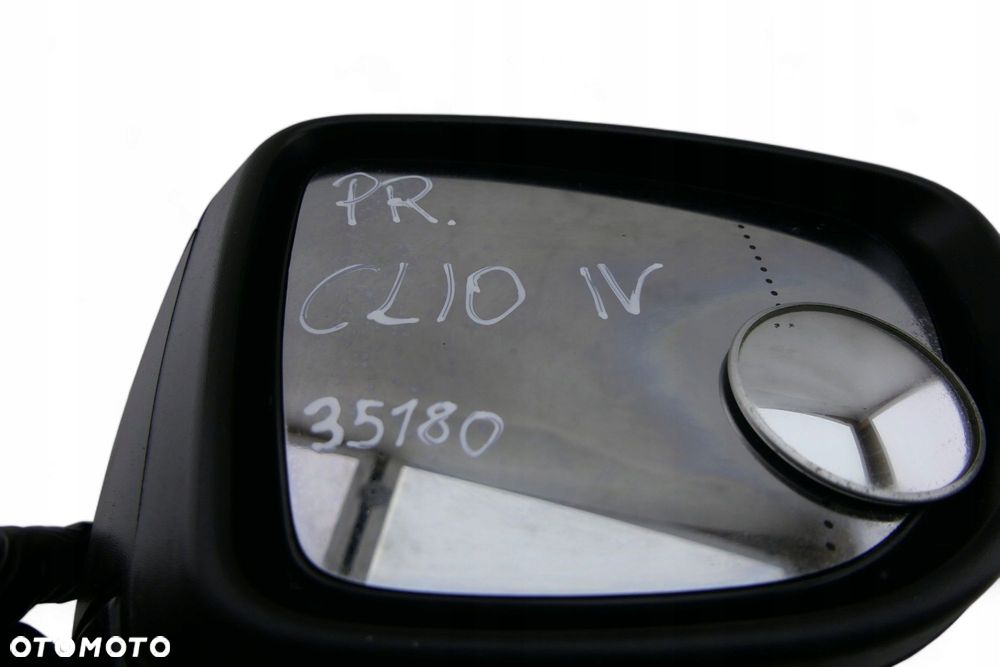 PR.
CLIO IV
35180
OTOMOTO